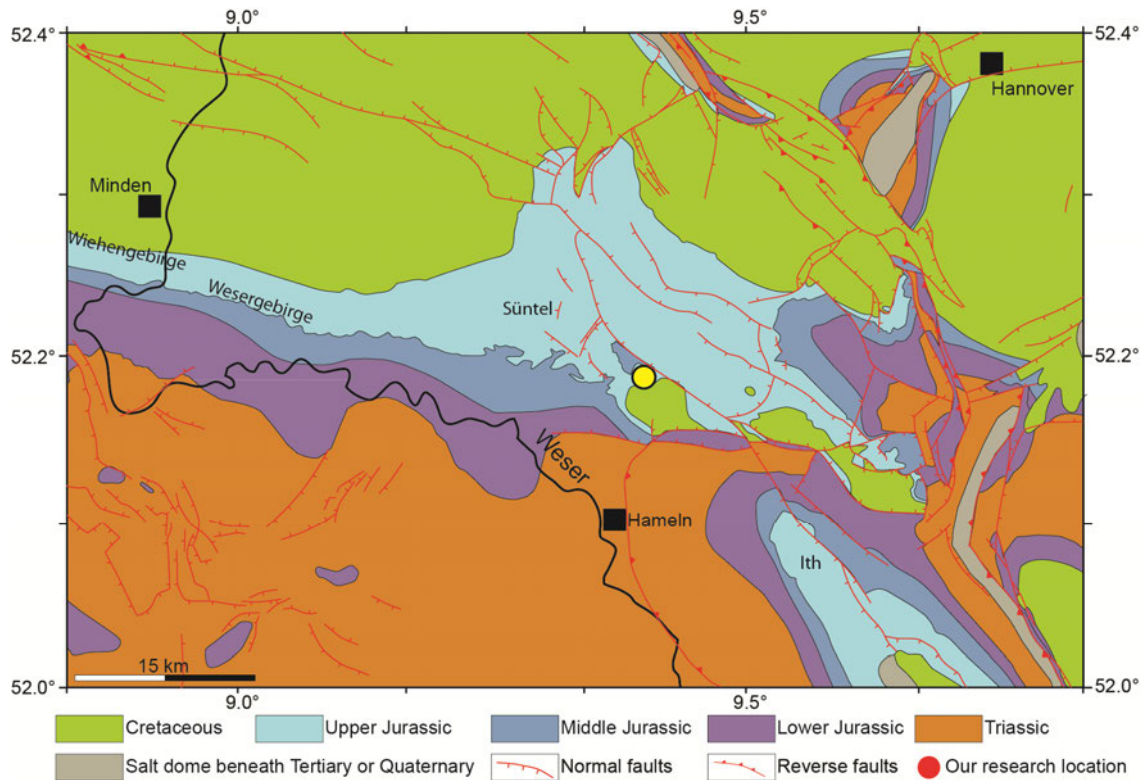 9.0° 9.5°
52.4° 52.4°
Hannover
Minden
Wiehengebirge
Wesergebirge
Süntel
52.2° 52.2°
Weser
Hameln
Ith
15 km
52.0° 52.0°
9.0° 9.5°
Cretaceous Upper Jurassic Middle Jurassic Lower Jurassic Triassic
Salt dome beneath Tertiary or Quaternary Normal faults Reverse faults Our research location